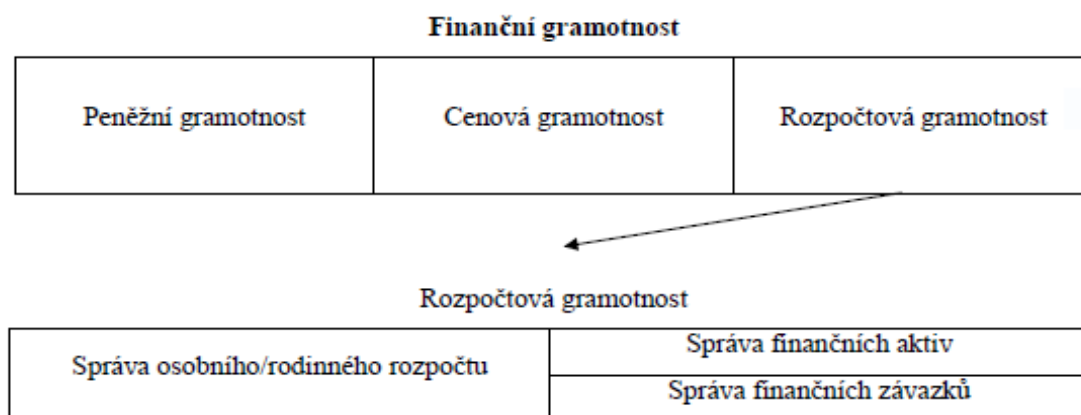 Finanční gramotnost
Peněžní gramotnost
Cenová gramotnost
Rozpočtová gramotnost
Rozpočtová gramotnost
Správa osobního/rodinného rozpočtu
Správa finančních aktiv
Správa finančních závazků